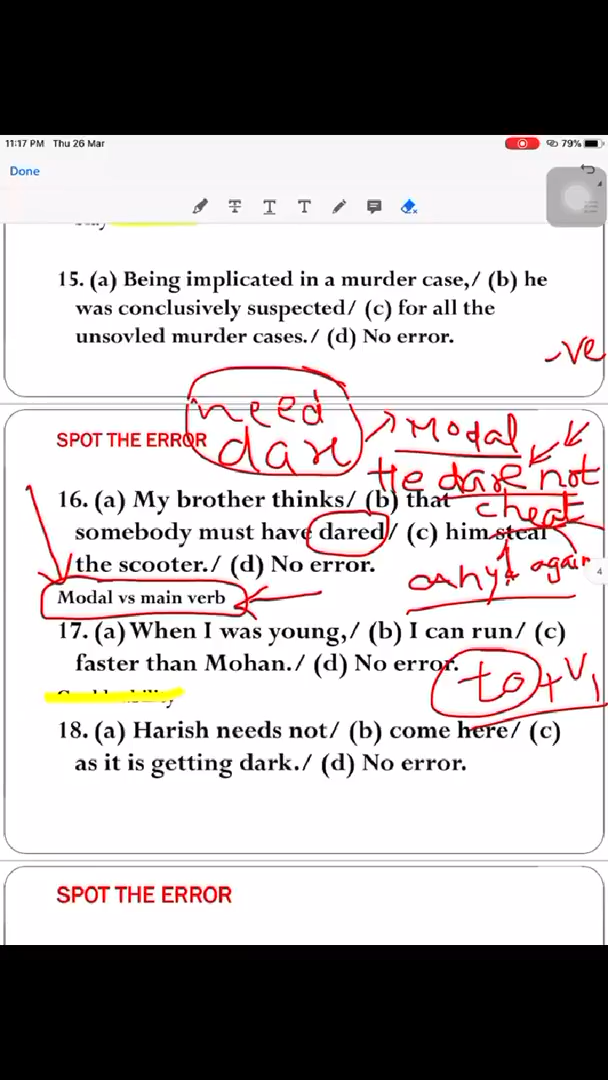 11:17 PM Thu 26 Mar
79%
Done
15. (a) Being implicated in a murder case,/ (b) he
was conclusively suspected/ (c) for all the
unsovled murder cases./ (d) No error.
-ve
need
dare
Modal
SPOT THE ERROR
He dare not
cheat
16. (a) My brother thinks/ (b) that
somebody must have dared/ (c) him steal
the scooter./ (d) No error.
again
4
Modal vs main verb
17. (a) When I was young,/ (b) I can run/ (c)
faster than Mohan./ (d) No error.
to + V1
18. (a) Harish needs not/ (b) come here/ (c)
as it is getting dark./ (d) No error.
SPOT THE ERROR